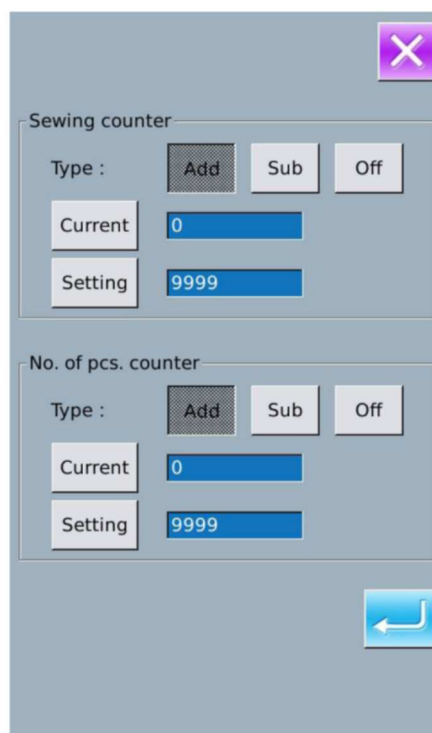 Sewing counter
Type : Add Sub Off
Current 0
Setting 9999
No. of pcs. counter
Type : Add Sub Off
Current 0
Setting 9999